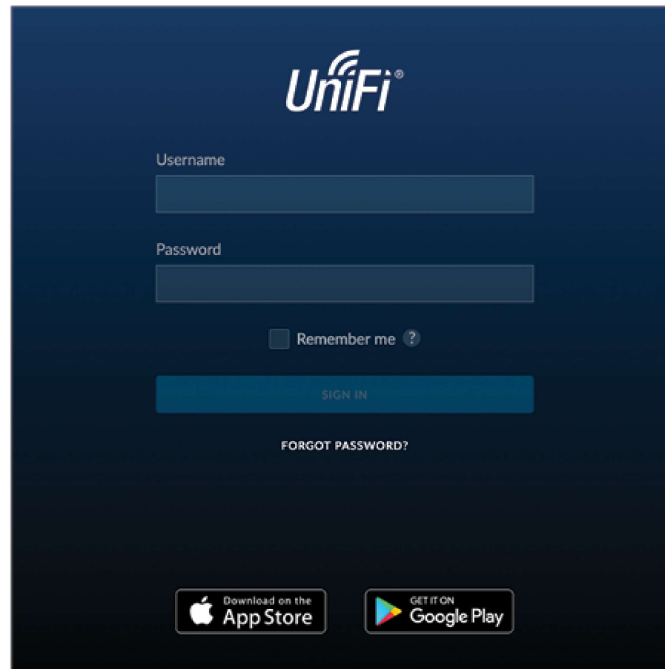 UniFi®
Username
Password
Remember me ?
SIGN IN
FORGOT PASSWORD?
Download on the
App Store
GET IT ON
Google Play